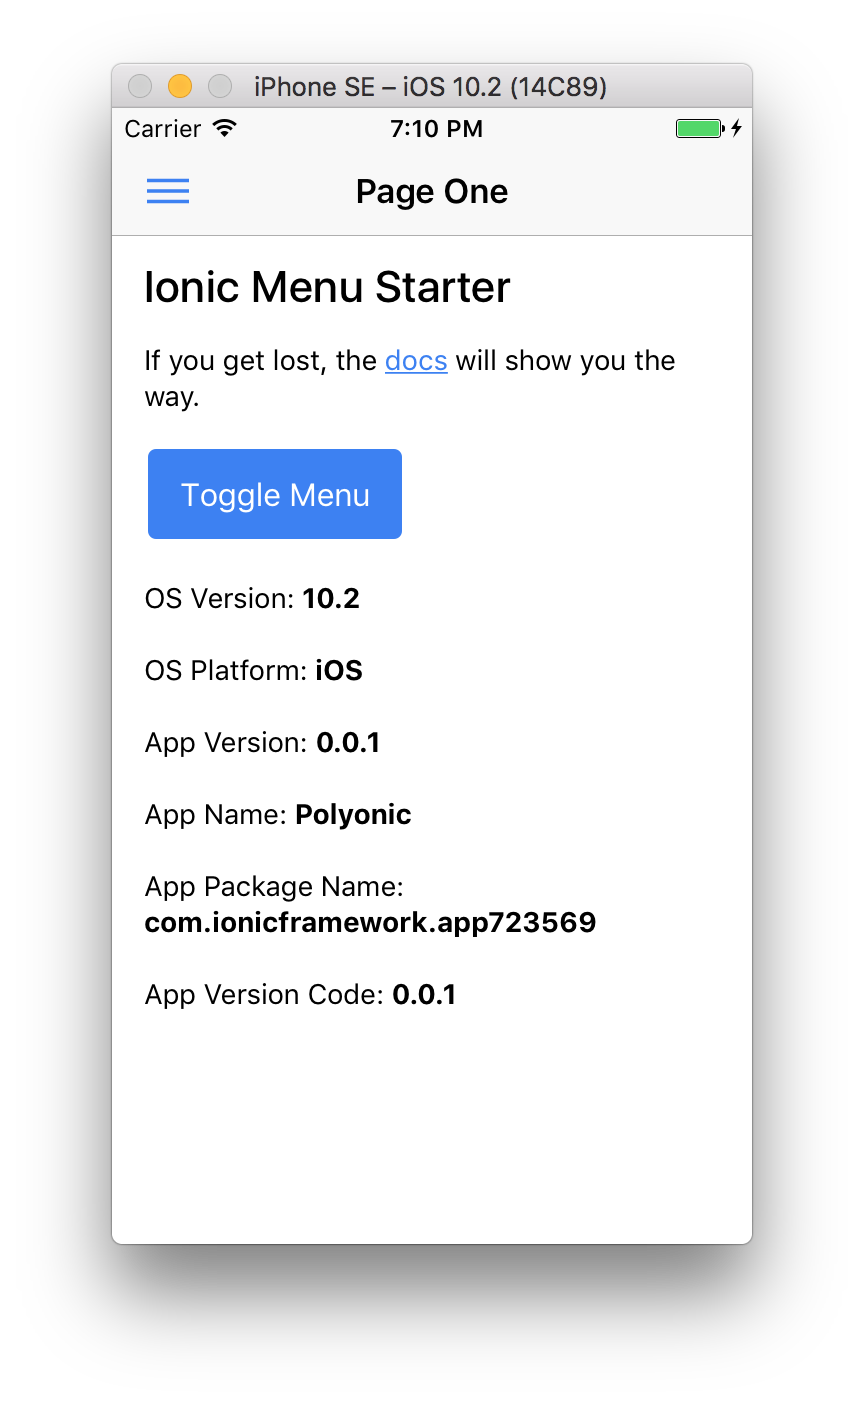 iPhone SE – iOS 10.2 (14C89)
Carrier 7:10 PM
Page One
Ionic Menu Starter
If you get lost, the docs will show you the
way.
Toggle Menu
OS Version: 10.2
OS Platform: iOS
App Version: 0.0.1
App Name: Polyonic
App Package Name:
com.ionicframework.app723569
App Version Code: 0.0.1